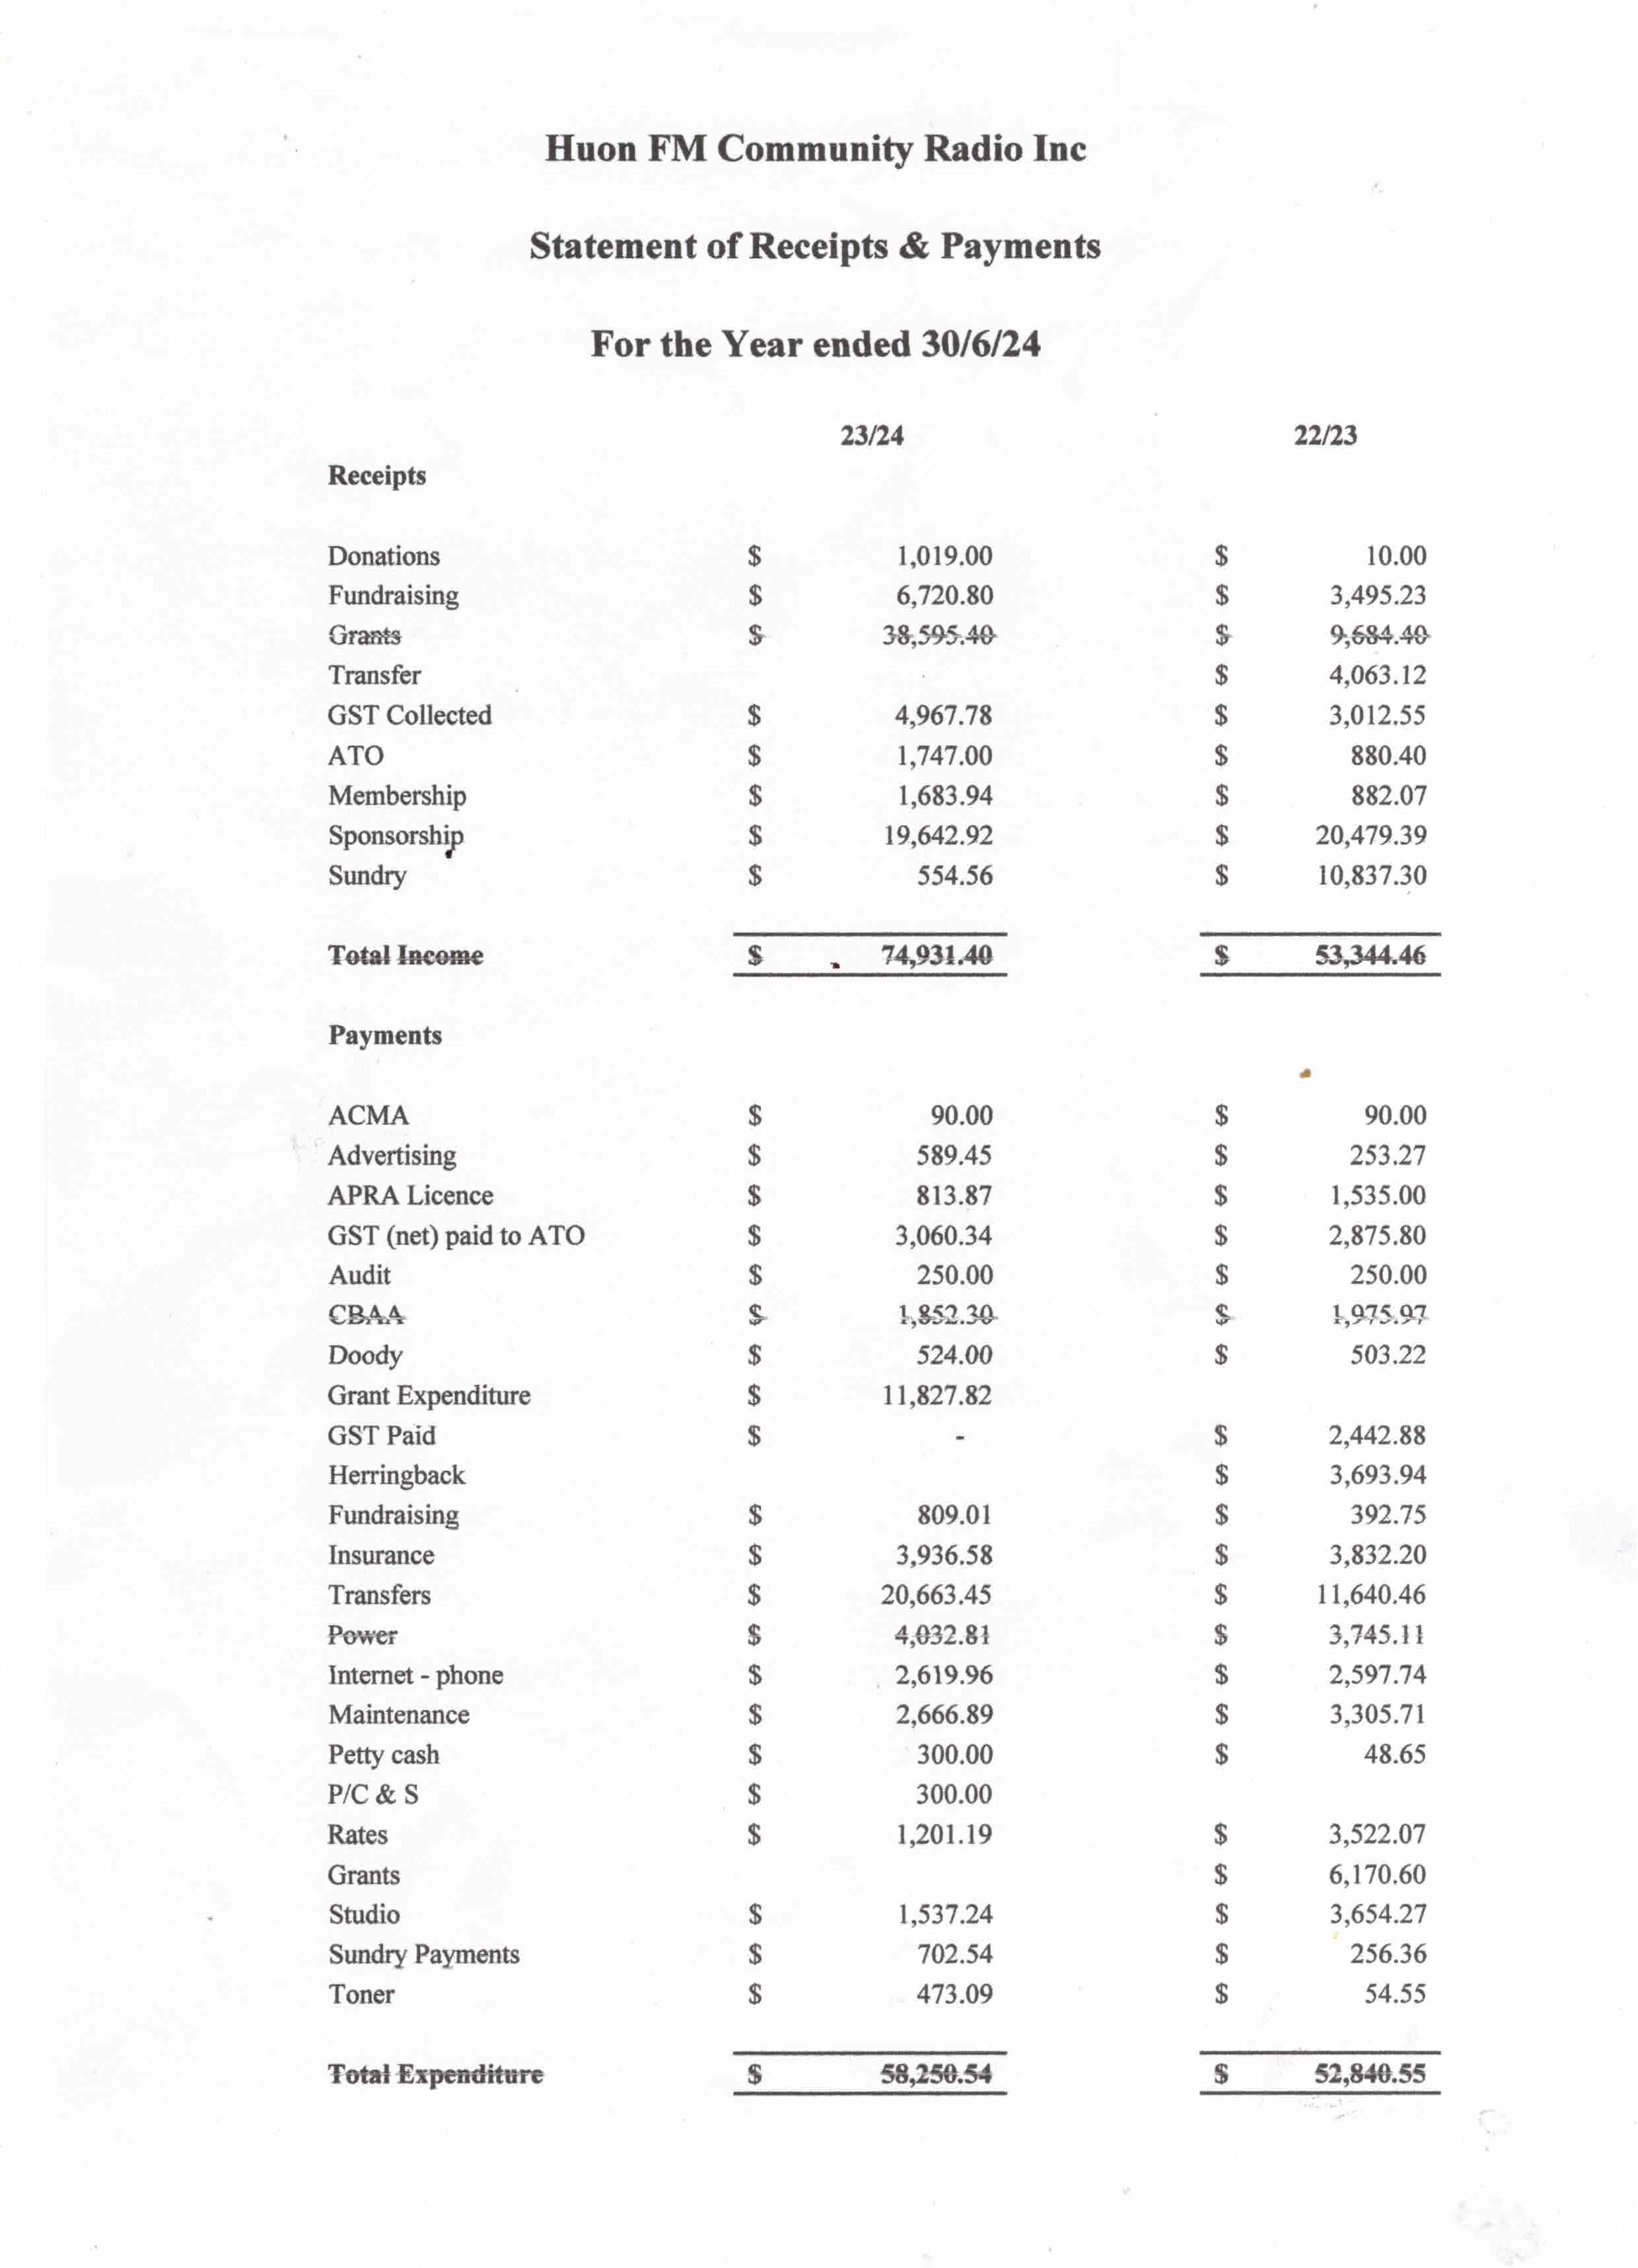 Huon FM Community Radio Inc
Statement of Receipts & Payments
For the Year ended 30/6/24
23/24 22/23
Receipts
Donations $ 1,019.00 $ 10.00
Fundraising $ 6,720.80 $ 3,495.23
Grants $ 38,595.40 $ 9,684.40
Transfer $ 4,063.12
GST Collected $ 4,967.78 $ 3,012.55
ATO $ 1,747.00 $ 880.40
Membership $ 1,683.94 $ 882.07
Sponsorship $ 19,642.92 $ 20,479.39
Sundry $ 554.56 $ 10,837.30
Total Income $ 74,931.40 $ 53,344.46
Payments
ACMA $ 90.00 $ 90.00
Advertising $ 589.45 $ 253.27
APRA Licence $ 813.87 $ 1,535.00
GST (net) paid to ATO $ 3,060.34 $ 2,875.80
Audit $ 250.00 $ 250.00
CBAA $ 1,852.30 $ 1,975.97
Doody $ 524.00 $ 503.22
Grant Expenditure $ 11,827.82
GST Paid $ - $ 2,442.88
Herringback $ 3,693.94
Fundraising $ 809.01 $ 392.75
Insurance $ 3,936.58 $ 3,832.20
Transfers $ 20,663.45 $ 11,640.46
Power $ 4,032.81 $ 3,745.11
Internet - phone $ 2,619.96 $ 2,597.74
Maintenance $ 2,666.89 $ 3,305.71
Petty cash $ 300.00 $ 48.65
P/C & S $ 300.00
Rates $ 1,201.19 $ 3,522.07
Grants $ 6,170.60
Studio $ 1,537.24 $ 3,654.27
Sundry Payments $ 702.54 $ 256.36
Toner $ 473.09 $ 54.55
Total Expenditure $ 58,250.54 $ 52,840.55